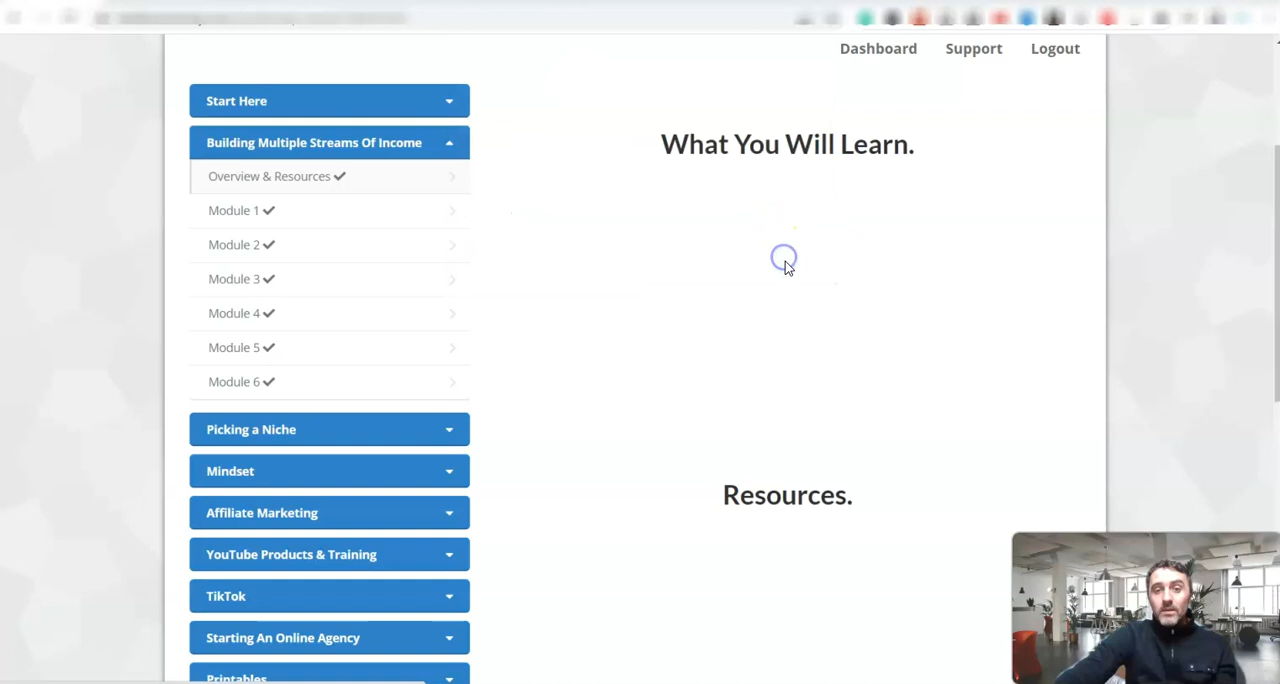 Dashboard Support Logout
Start Here
Building Multiple Streams Of Income
Overview & Resources
Module 1
Module 2
Module 3
Module 4
Module 5
Module 6
Picking a Niche
Mindset
Affiliate Marketing
YouTube Products & Training
TikTok
Starting An Online Agency
Printables
What You Will Learn.
Resources.